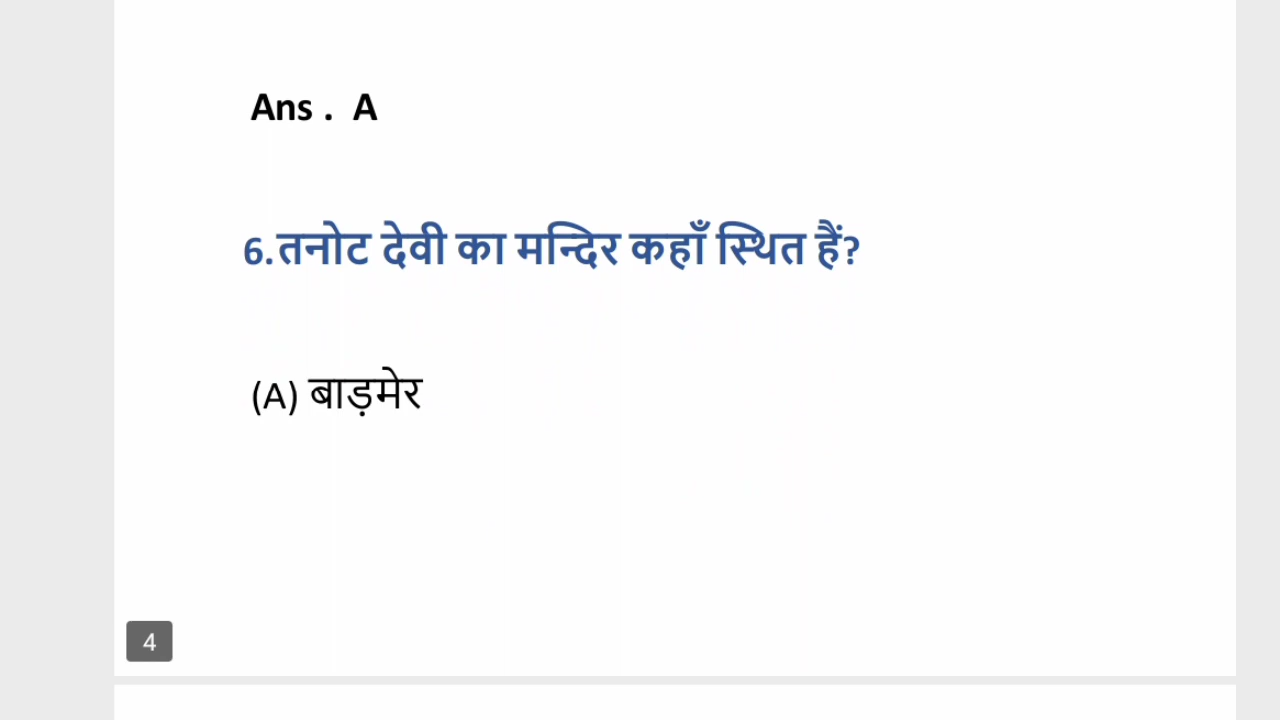 Ans . A
6.तनोट देवी का मन्दिर कहाँ स्थित हैं?
(A) बाड़मेर
4